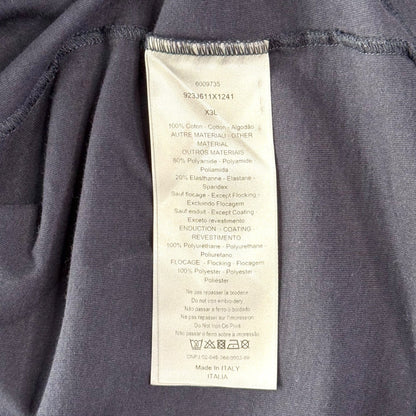 6009735
923J611X1241
X3L
100% Coton - Cotton - Algodão
AUTRE MATERIAU - OTHER
MATERIAL
OUTROS MATERIAIS
80% Polyamide - Polyamide
Poliamida
20% Elasthanne - Elastane -
Spandex
Sauf flocage - Except Flocking -
Excluindo Flocagem
Sauf enduit - Except Coating -
Exceto revestimento
ENDUCTION - COATING -
REVESTIMENTO
100% Polyuréthane - Polyurethane
Poliuretano
FLOCAGE - Flocking - Flocagem
100% Polyester - Polyester
Poliéster
Ne pas repasser la broderie
Do not iron embroidery
Não passar a ferro o bordado
Ne pas repasser sur l'impression
Do Not Iron On Print
Não passar a ferro sobre a impressão
Made In ITALY
ITALIA